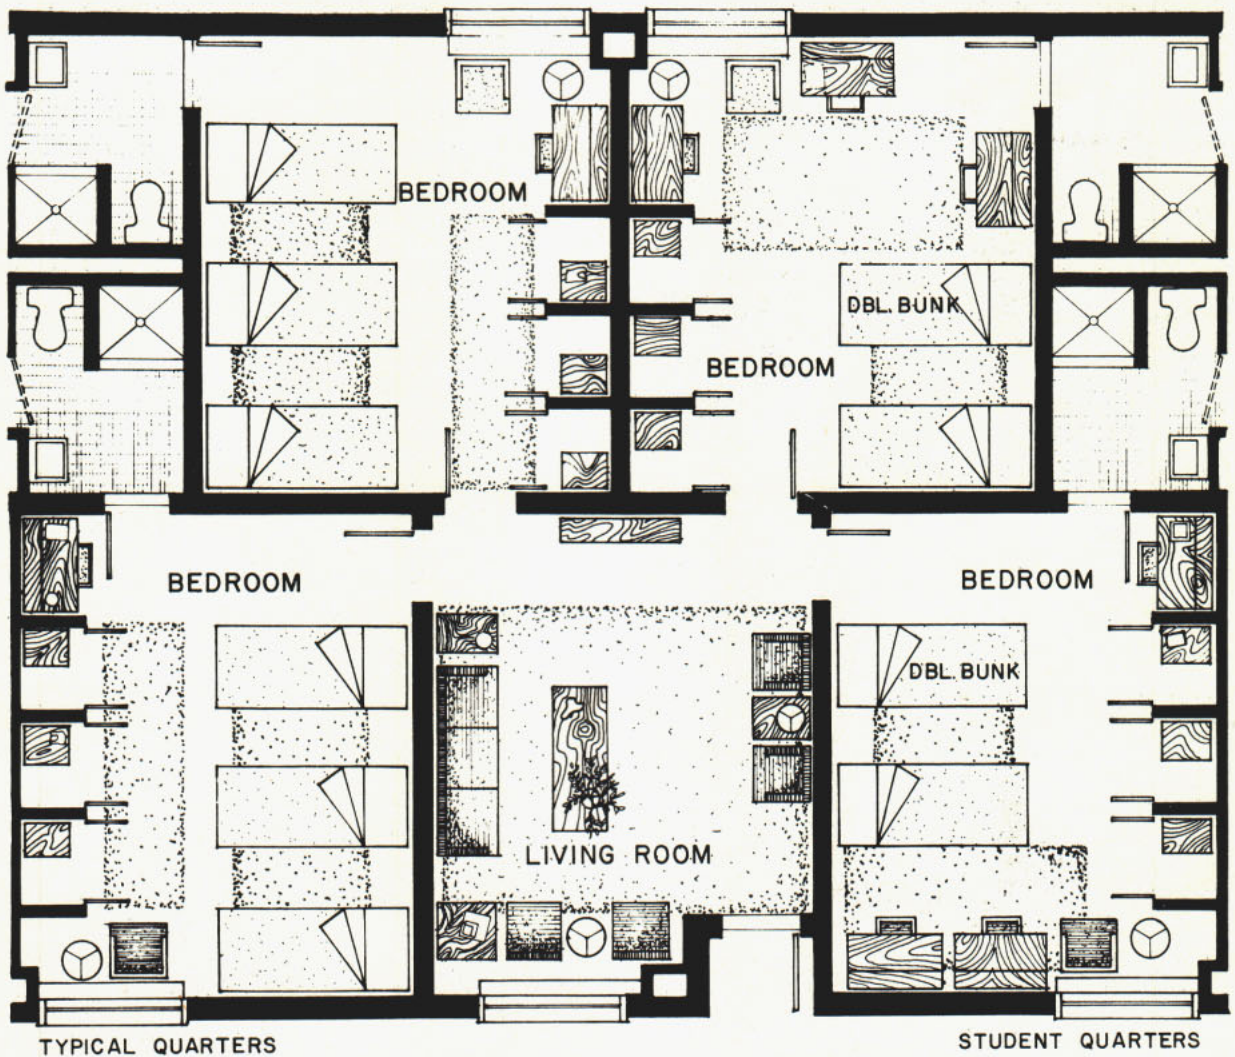 BEDROOM
DBL. BUNK
BEDROOM
BEDROOM
BEDROOM
DBL. BUNK
LIVING ROOM
TYPICAL QUARTERS
STUDENT QUARTERS